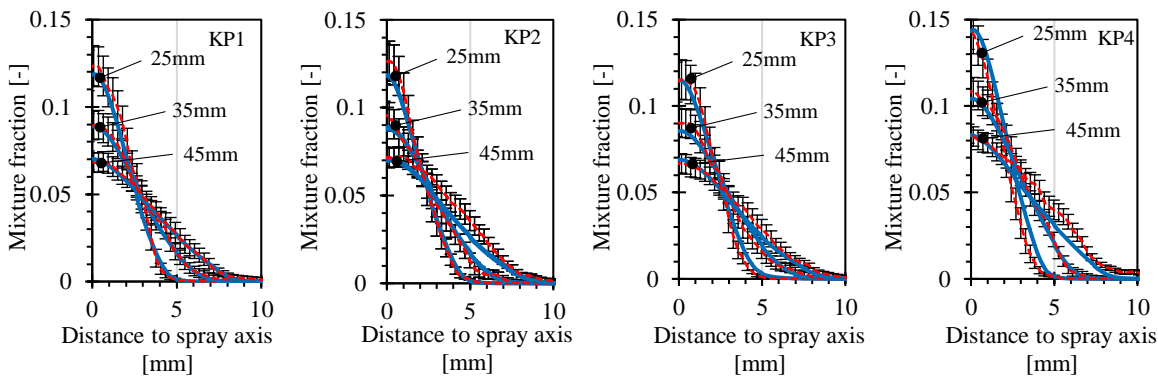 Mixture fraction [-]
0.15
0.1
0.05
0
KP1
25mm
35mm
45mm
0
5
10
Distance to spray axis
[mm]
Mixture fraction [-]
0.15
0.1
0.05
0
KP2
25mm
35mm
45mm
0
5
10
Distance to spray axis
[mm]
Mixture fraction [-]
0.15
0.1
0.05
0
KP3
25mm
35mm
45mm
0
5
10
Distance to spray axis
[mm]
Mixture fraction [-]
0.15
0.1
0.05
0
KP4
25mm
35mm
45mm
0
5
10
Distance to spray axis
[mm]